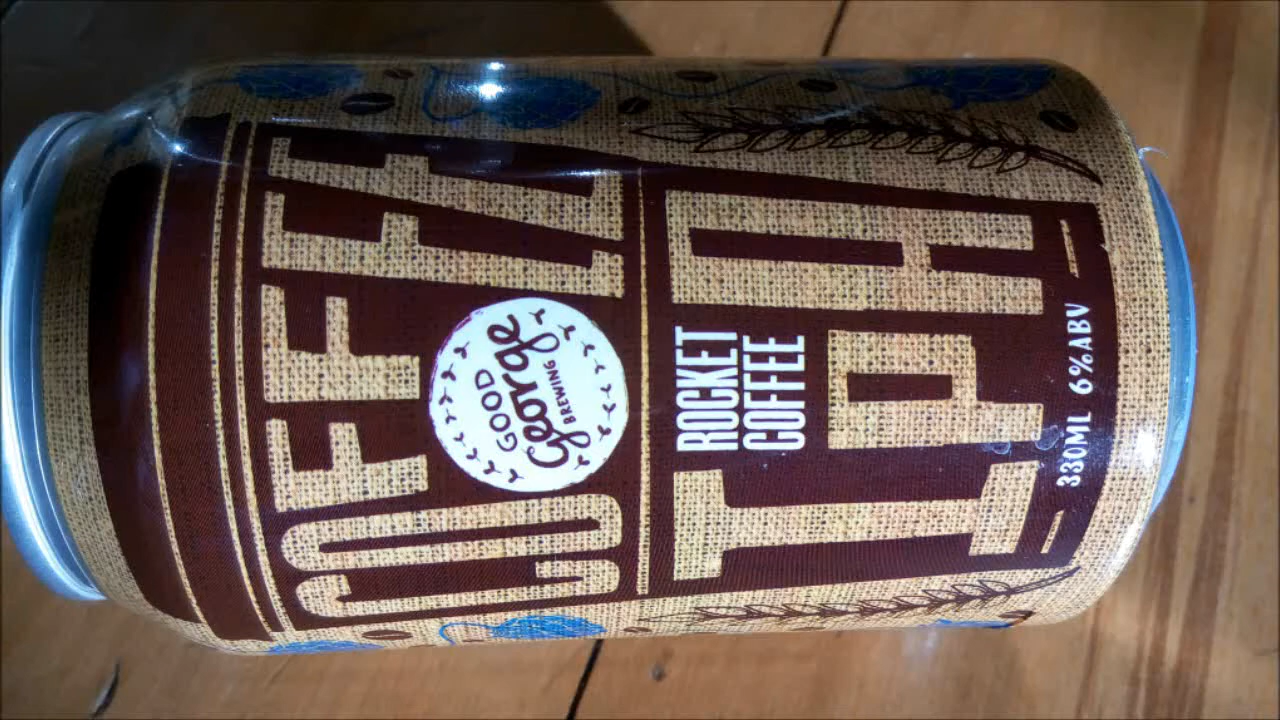 COFFEE
GOOD
George
BREWING
ROCKET
COFFEE
IPA
330ML 6%ABV